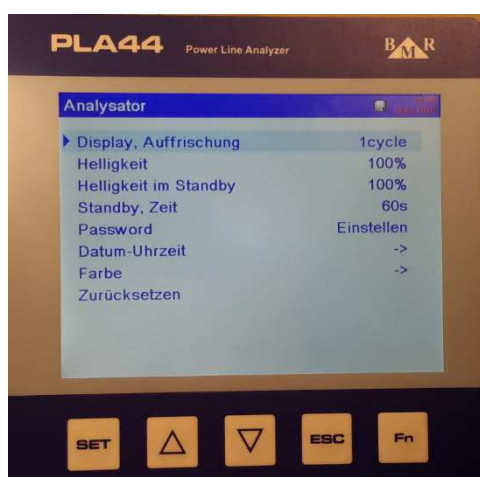 PLA44 Power Line Analyzer BMR
Analysator
Display, Auffrischung 1cycle
Helligkeit 100%
Helligkeit im Standby 100%
Standby, Zeit 60s
Password Einstellen
Datum-Uhrzeit ->
Farbe ->
Zurücksetzen
SET ESC Fn